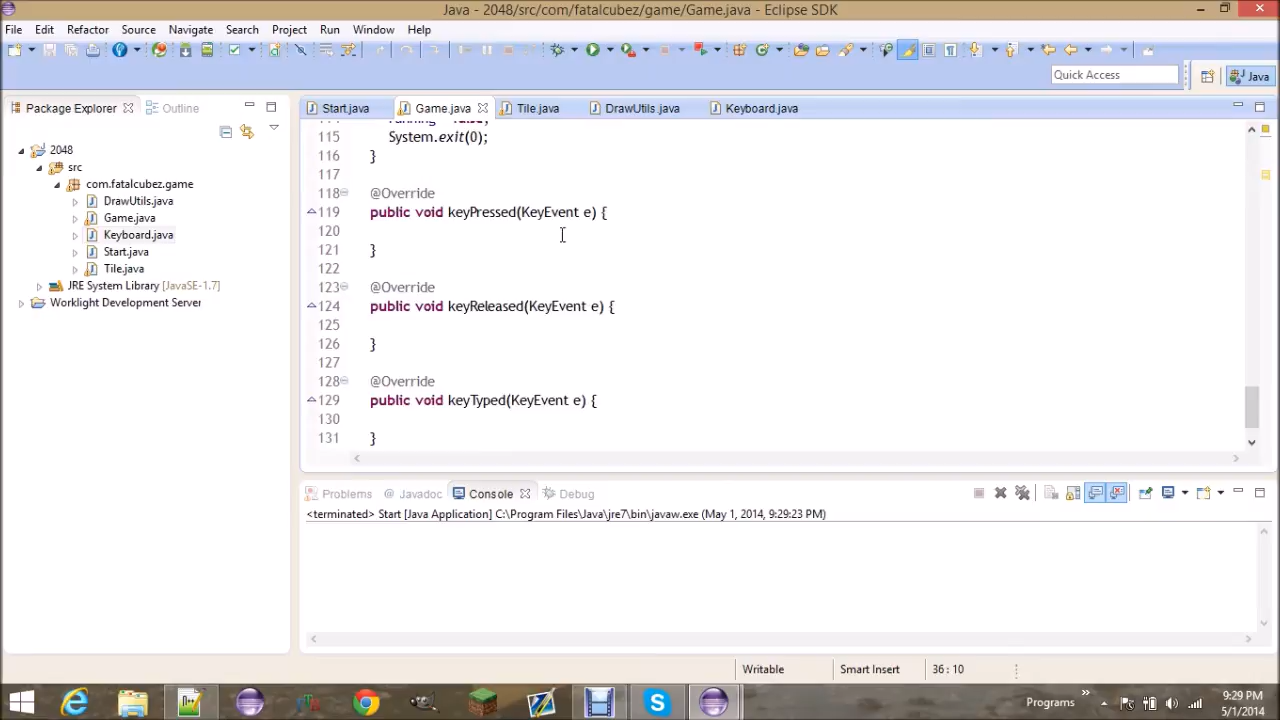 Java - 2048/src/com/fatalcubez/game/Game.java - Eclipse SDK
File Edit Refactor Source Navigate Search Project Run Window Help
Quick Access
Java
Package Explorer
Outline
Start.java
Game.java
Tile.java
DrawUtils.java
Keyboard.java
2048
src
com.fatalcubez.game
DrawUtils.java
Game.java
Keyboard.java
Start.java
Tile.java
JRE System Library [JavaSE-1.7]
Worklight Development Server
115 System.exit(0);
116 }
117
118 @Override
119 public void keyPressed(KeyEvent e) {
120
121 }
122
123 @Override
124 public void keyReleased(KeyEvent e) {
125
126 }
127
128 @Override
129 public void keyTyped(KeyEvent e) {
130
131 }
Problems @ Javadoc Console Debug
<terminated> Start [Java Application] C:\Program Files\Java\jre7\bin\javaw.exe (May 1, 2014, 9:29:23 PM)
Writable Smart Insert 36 : 10
Programs
9:29 PM
5/1/2014